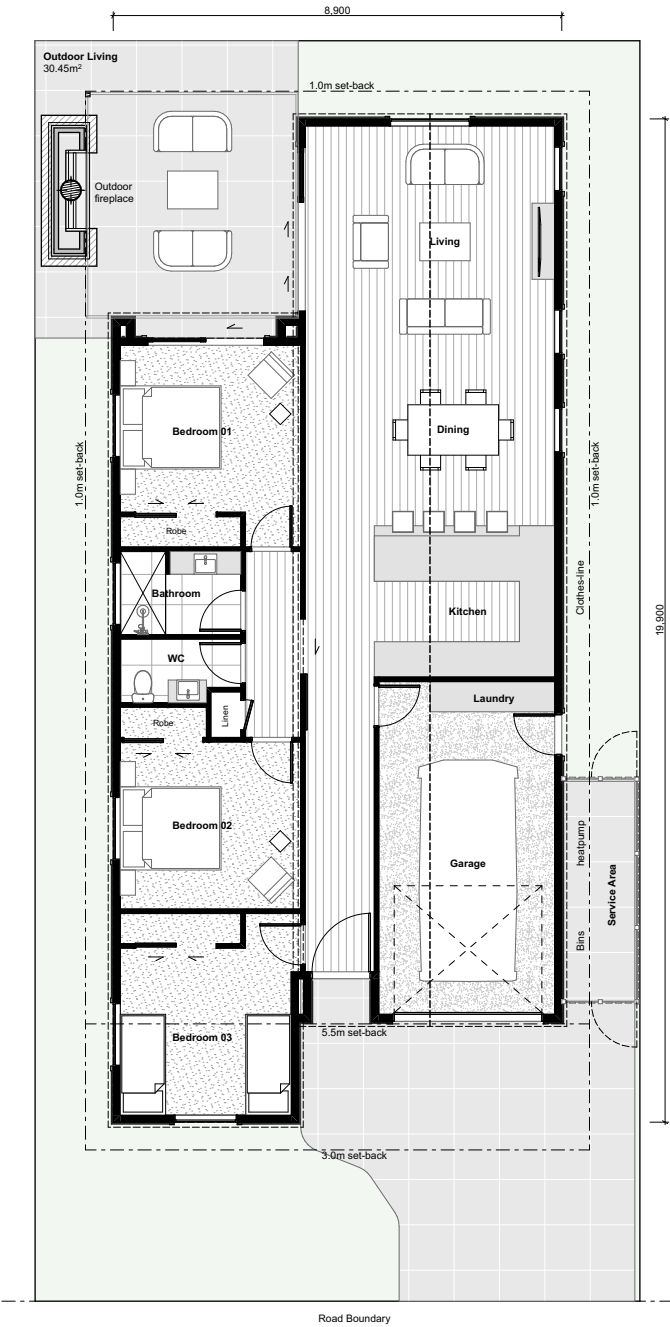 8,900
Outdoor Living
30.45m²
1.0m set-back
Outdoor
fireplace
Living
Bedroom 01
Dining
1.0m set-back
1.0m set-back
Robe
Clothes-line
Bathroom
Kitchen
19,900
WC
Laundry
Robe
Linen
Bedroom 02
heatpump
Garage
Service Area
Bins
5.5m set-back
Bedroom 03
3.0m set-back
Road Boundary